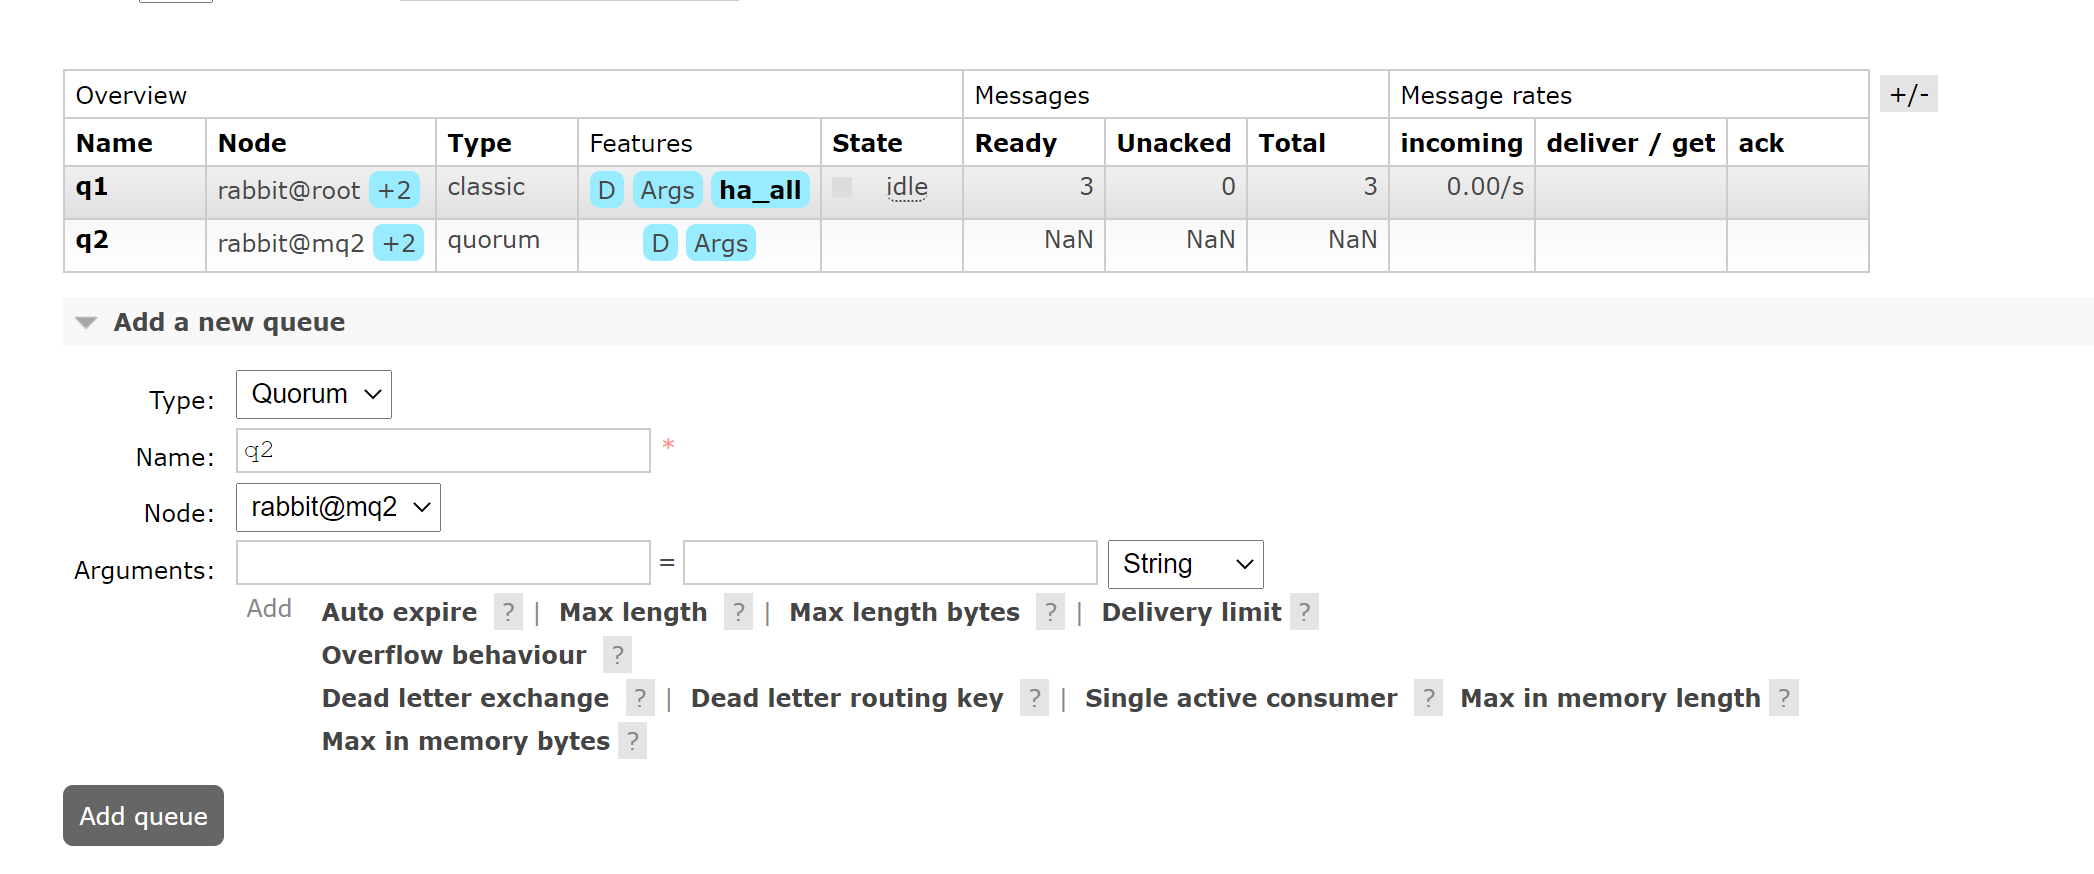 Overview Messages Message rates +/-
Name Node Type Features State Ready Unacked Total incoming deliver / get ack
q1 rabbit@root +2 classic D Args ha_all idle 3 0 3 0.00/s
q2 rabbit@mq2 +2 quorum D Args NaN NaN NaN
Add a new queue
Type: Quorum
Name: q2 *
Node: rabbit@mq2
Arguments: = String
Add Auto expire ? | Max length ? | Max length bytes ? | Delivery limit ?
Overflow behaviour ?
Dead letter exchange ? | Dead letter routing key ? | Single active consumer ? Max in memory length ?
Max in memory bytes ?
Add queue